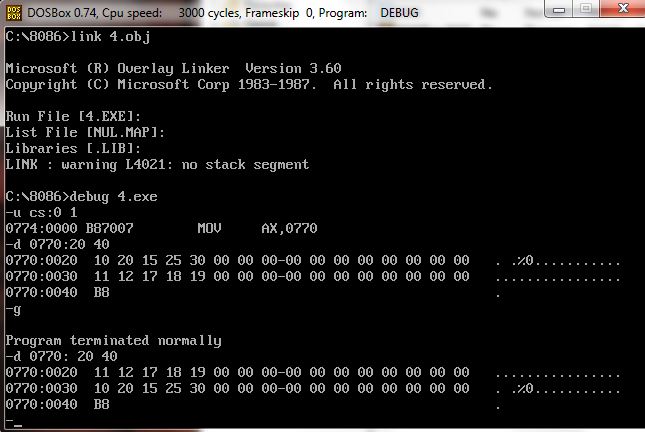 DOSBox 0.74, Cpu speed: 3000 cycles, Frameskip 0, Program: DEBUG
C:\8086>link 4.obj
Microsoft (R) Overlay Linker Version 3.60
Copyright (C) Microsoft Corp 1983-1987. All rights reserved.
Run File [4.EXE]:
List File [NUL.MAP]:
Libraries [.LIB]:
LINK : warning L4021: no stack segment
C:\8086>debug 4.exe
-u cs:0 1
0774:0000 B87007 MOV AX,0770
-d 0770:20 40
0770:0020 10 20 15 25 30 00 00 00-00 00 00 00 00 00 00 00 . .%0...........
0770:0030 11 12 17 18 19 00 00 00-00 00 00 00 00 00 00 00 ................
0770:0040 B8 .
-g
Program terminated normally
-d 0770: 20 40
0770:0020 11 12 17 18 19 00 00 00-00 00 00 00 00 00 00 00 ................
0770:0030 10 20 15 25 30 00 00 00-00 00 00 00 00 00 00 00 . .%0...........
0770:0040 B8 .
-_